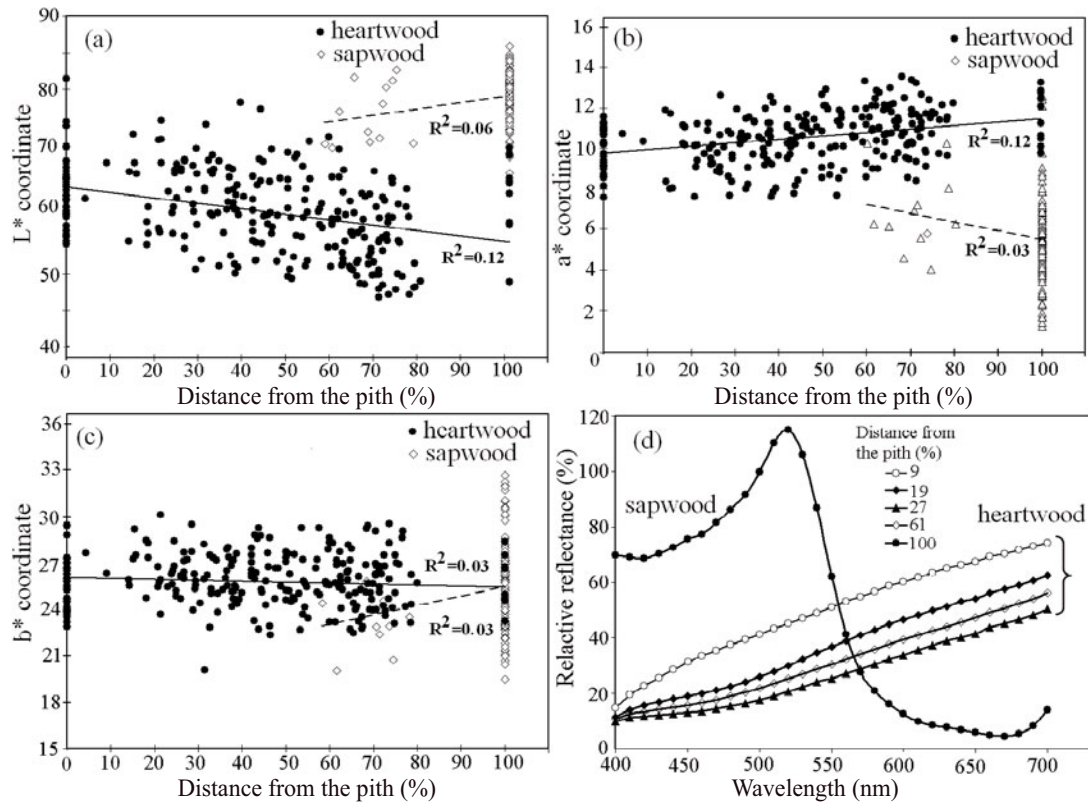 (a)
heartwood
sapwood
90
80
70
60
50
40
L* coordinate
R²=0.06
R²=0.12
0 10 20 30 40 50 60 70 80 90 100
Distance from the pith (%)
(b)
heartwood
sapwood
16
14
12
10
8
6
4
2
0
a* coordinate
R²=0.12
R²=0.03
0 10 20 30 40 50 60 70 80 90 100
Distance from the pith (%)
(c)
heartwood
sapwood
36
33
30
27
24
21
18
15
b* coordinate
R²=0.03
R²=0.03
0 10 20 30 40 50 60 70 80 90 100
Distance from the pith (%)
(d)
Distance from
the pith (%)
9
19
27
61
100
sapwood
heartwood
120
100
80
60
40
20
0
Relactive reflectance (%)
400 450 500 550 600 650 700
Wavelength (nm)